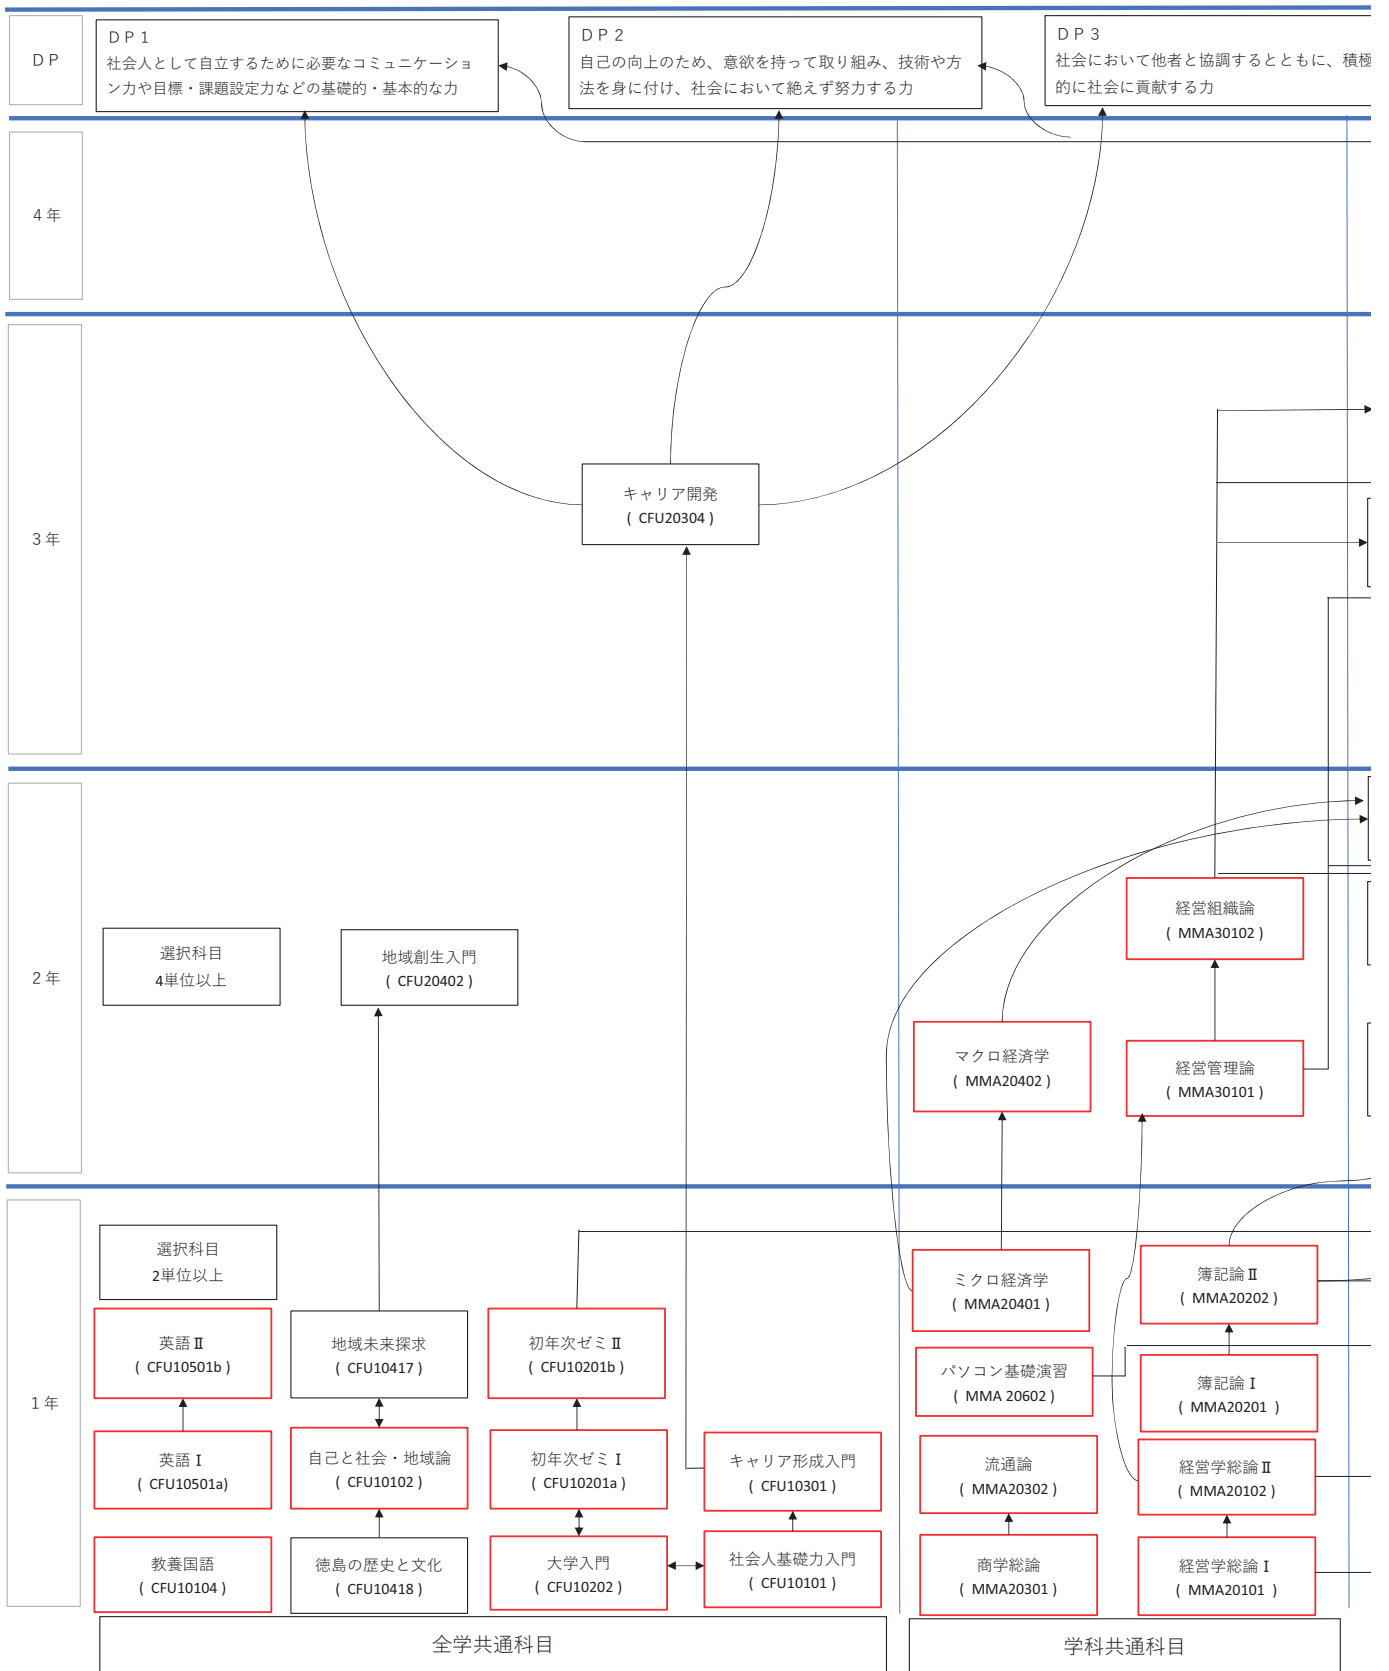 DP
DP1
社会人として自立するために必要なコミュニケーショ
ン力や目標・課題設定力などの基礎的・基本的な力
DP2
自己の向上のため、意欲を持って取り組み、技術や方
法を身に付け、社会において絶えず努力する力
DP3
社会において他者と協調するとともに、積極
的に社会に貢献する力
4年
3年
キャリア開発
( CFU20304 )
2年
選択科目
4単位以上
地域創生入門
( CFU20402 )
経営組織論
( MMA30102 )
マクロ経済学
( MMA20402 )
経営管理論
( MMA30101 )
1年
選択科目
2単位以上
英語Ⅱ
( CFU10501b )
地域未来探求
( CFU10417 )
初年次ゼミⅡ
( CFU10201b )
ミクロ経済学
( MMA20401 )
簿記論Ⅱ
( MMA20202 )
パソコン基礎演習
( MMA 20602 )
簿記論Ⅰ
( MMA20201 )
英語Ⅰ
( CFU10501a)
自己と社会・地域論
( CFU10102 )
初年次ゼミⅠ
( CFU10201a )
キャリア形成入門
( CFU10301 )
流通論
( MMA20302 )
経営学総論Ⅱ
( MMA20102 )
教養国語
( CFU10104 )
徳島の歴史と文化
( CFU10418 )
大学入門
( CFU10202 )
社会人基礎力入門
( CFU10101 )
商学総論
( MMA20301 )
経営学総論Ⅰ
( MMA20101 )
全学共通科目
学科共通科目